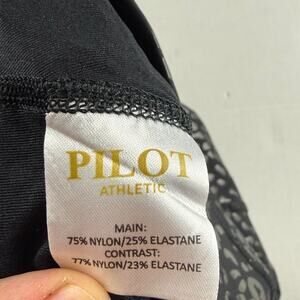 PILOT
ATHLETIC
MAIN:
75% NYLON/25% ELASTANE
CONTRAST:
77% NYLON/23% ELASTANE